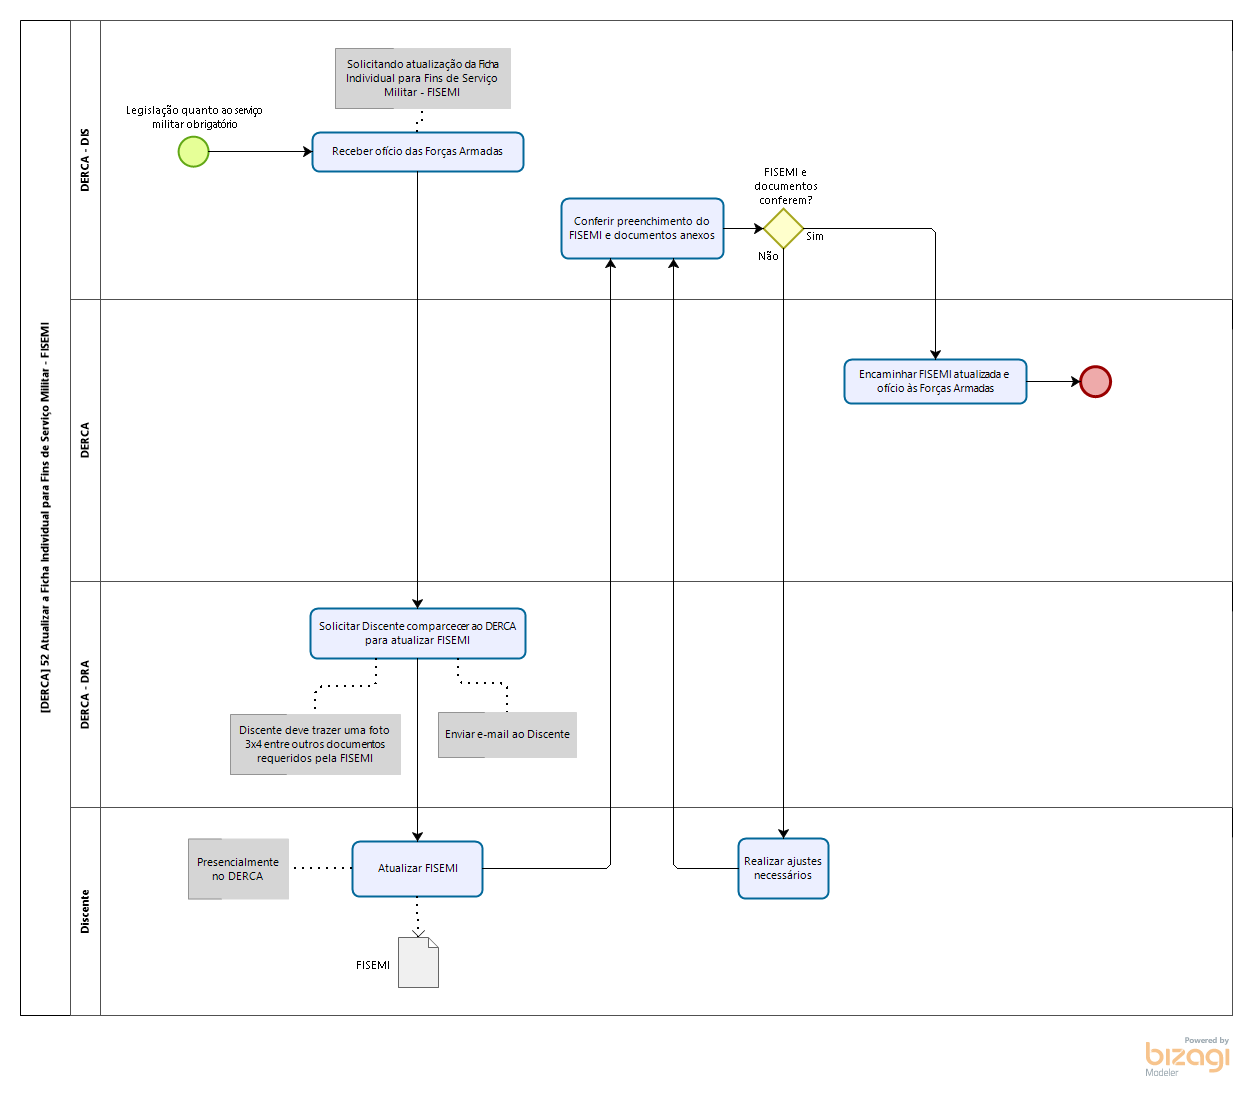 [DERCA] 52 Atualizar a Ficha Individual para Fins de Serviço Militar - FISEMI
DERCA - DIS
Solicitando atualização da Ficha
Individual para Fins de Serviço
Militar - FISEMI
Legislação quanto ao serviço
militar obrigatório
Receber ofício das Forças Armadas
FISEMI e
documentos
conferem?
Conferir preenchimento do
FISEMI e documentos anexos
Sim
Não
DERCA
Encaminhar FISEMI atualizada e
ofício às Forças Armadas
DERCA - DRA
Solicitar Discente comparcecer ao DERCA
para atualizar FISEMI
Discente deve trazer uma foto
3x4 entre outros documentos
requeridos pela FISEMI
Enviar e-mail ao Discente
Discente
Presencialmente
no DERCA
Atualizar FISEMI
Realizar ajustes
necessários
FISEMI
Powered by
bizagi
Modeler